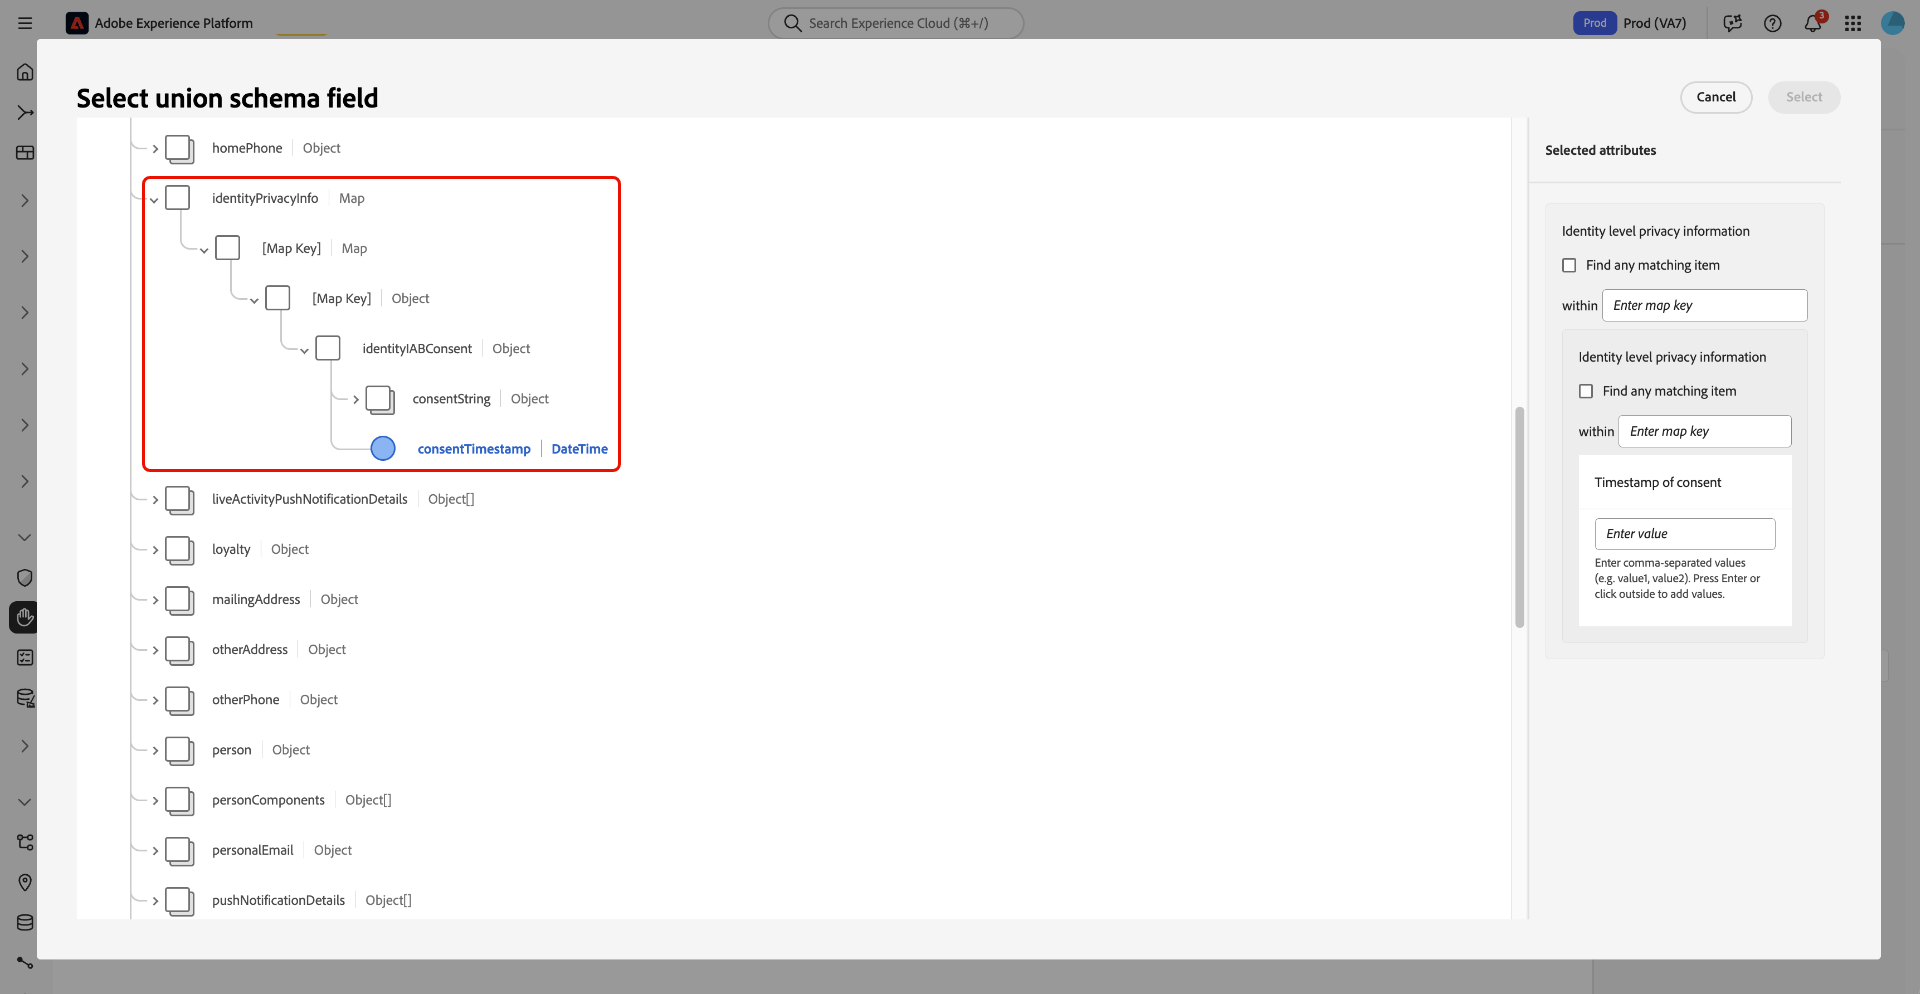 Adobe Experience Platform
Search Experience Cloud (⌘+/)
Prod Prod (VA7)
3
Select union schema field
Cancel
Select
homePhone Object
identityPrivacyInfo Map
[Map Key] Map
[Map Key] Object
identityIABConsent Object
consentString Object
consentTimestamp DateTime
liveActivityPushNotificationDetails Object[]
loyalty Object
mailingAddress Object
otherAddress Object
otherPhone Object
person Object
personComponents Object[]
personalEmail Object
pushNotificationDetails Object[]
Selected attributes
Identity level privacy information
Find any matching item
within Enter map key
Identity level privacy information
Find any matching item
within Enter map key
Timestamp of consent
Enter value
Enter comma-separated values
(e.g. value1, value2). Press Enter or
click outside to add values.